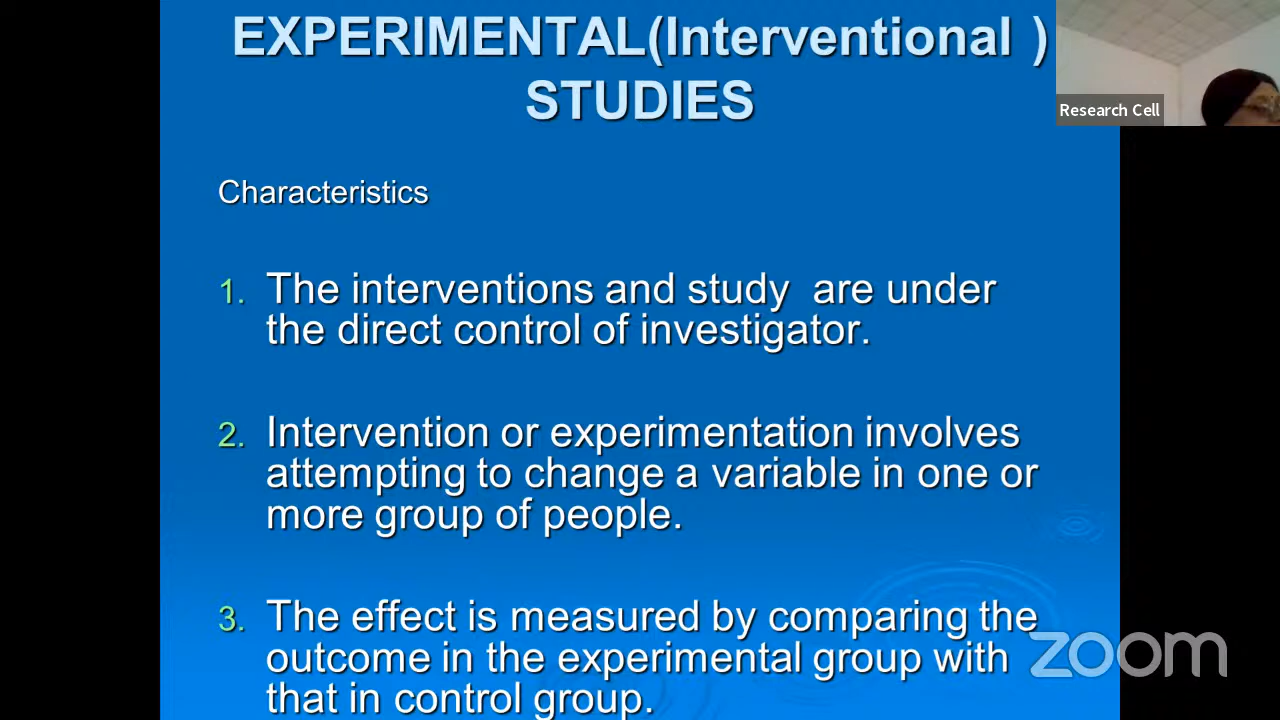 EXPERIMENTAL(Interventional )
STUDIES
Research Cell
Characteristics
1. The interventions and study  are under
the direct control of investigator.
2. Intervention or experimentation involves
attempting to change a variable in one or
more group of people.
3. The effect is measured by comparing the
outcome in the experimental group with
that in control group.
zoom